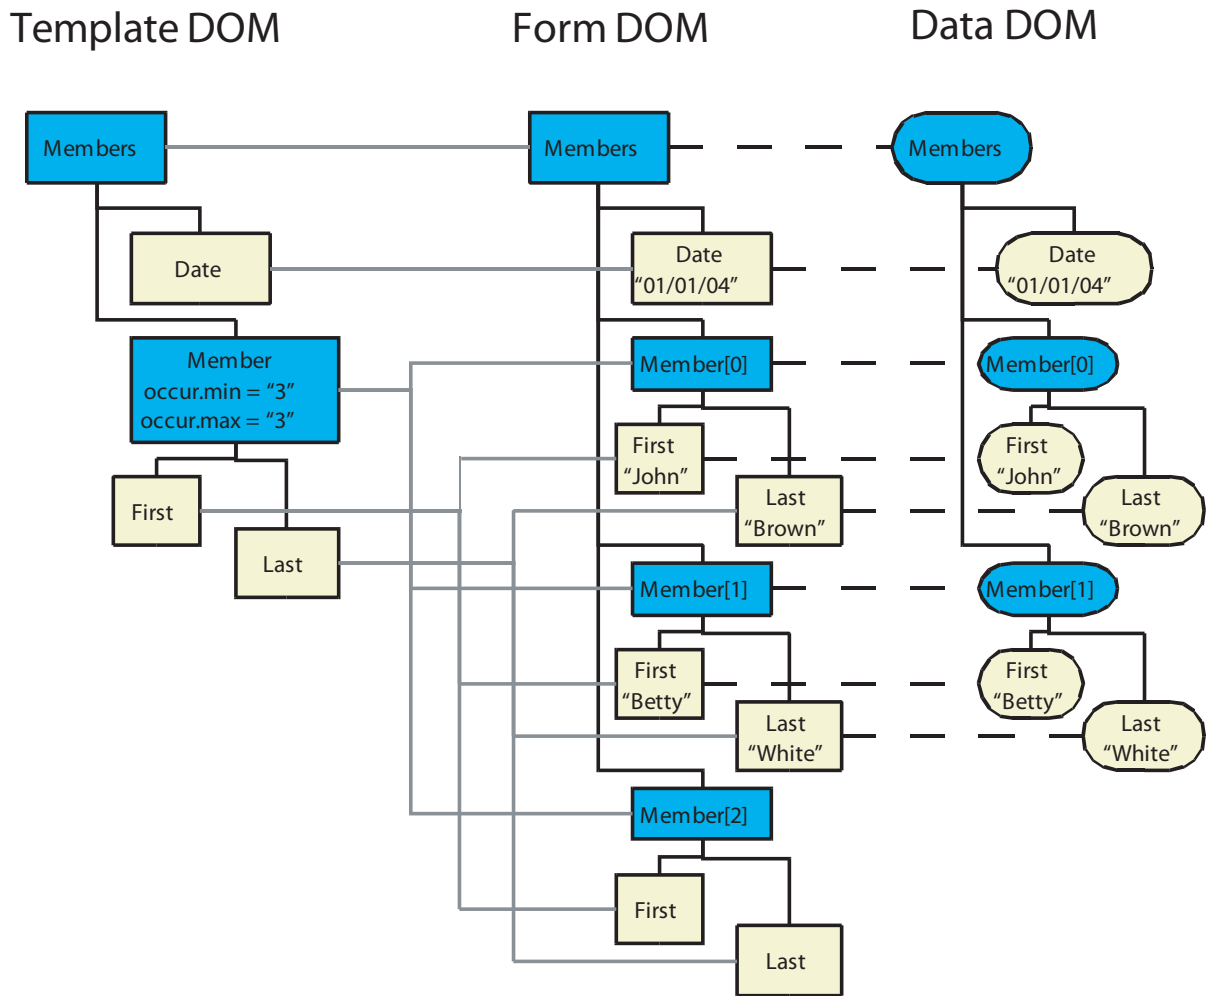 Template DOM
Form DOM
Data DOM
Members
Members
Members
Date
Date
“01/01/04”
Date
“01/01/04”
Member
occur.min = “3”
occur.max = “3”
Member[0]
Member[0]
First
“John”
First
“John”
First
Last
“Brown”
Last
“Brown”
Last
Member[1]
Member[1]
First
“Betty”
First
“Betty”
Last
“White”
Last
“White”
Member[2]
First
Last